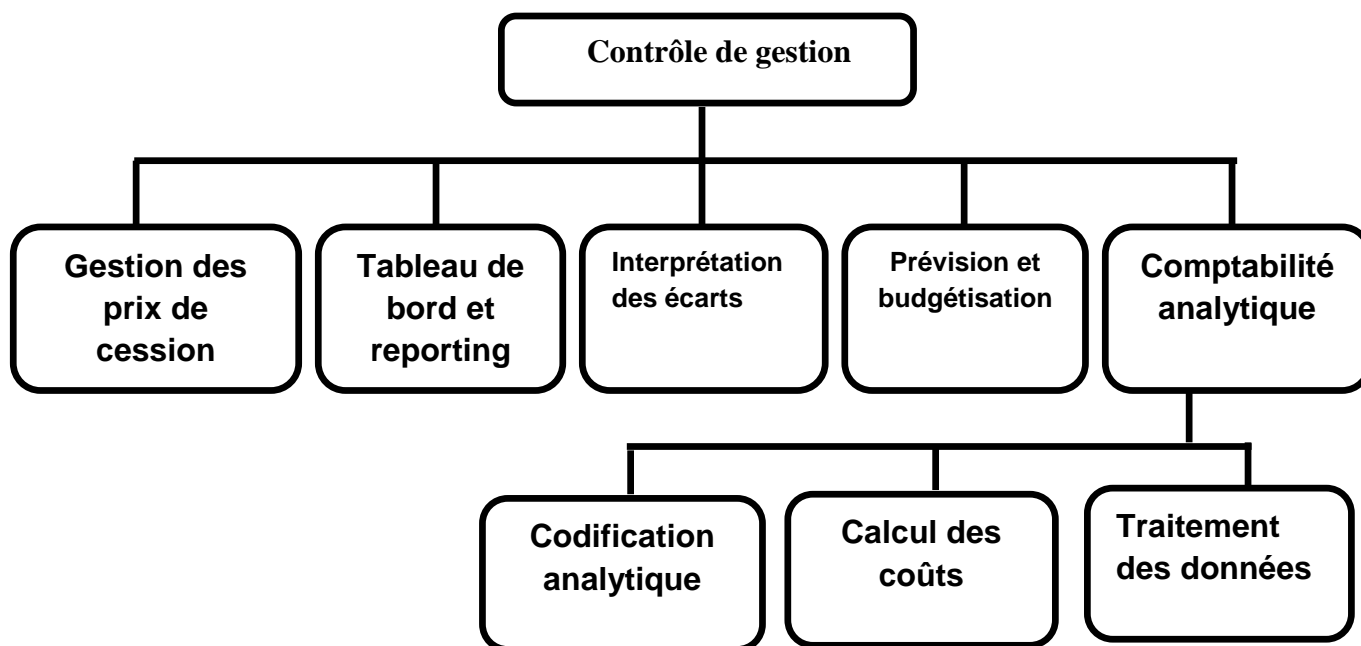 Contrôle de gestion
Gestion des
prix de
cession
Tableau de
bord et
reporting
Interprétation
des écarts
Prévision et
budgétisation
Comptabilité
analytique
Codification
analytique
Calcul des
coûts
Traitement
des données